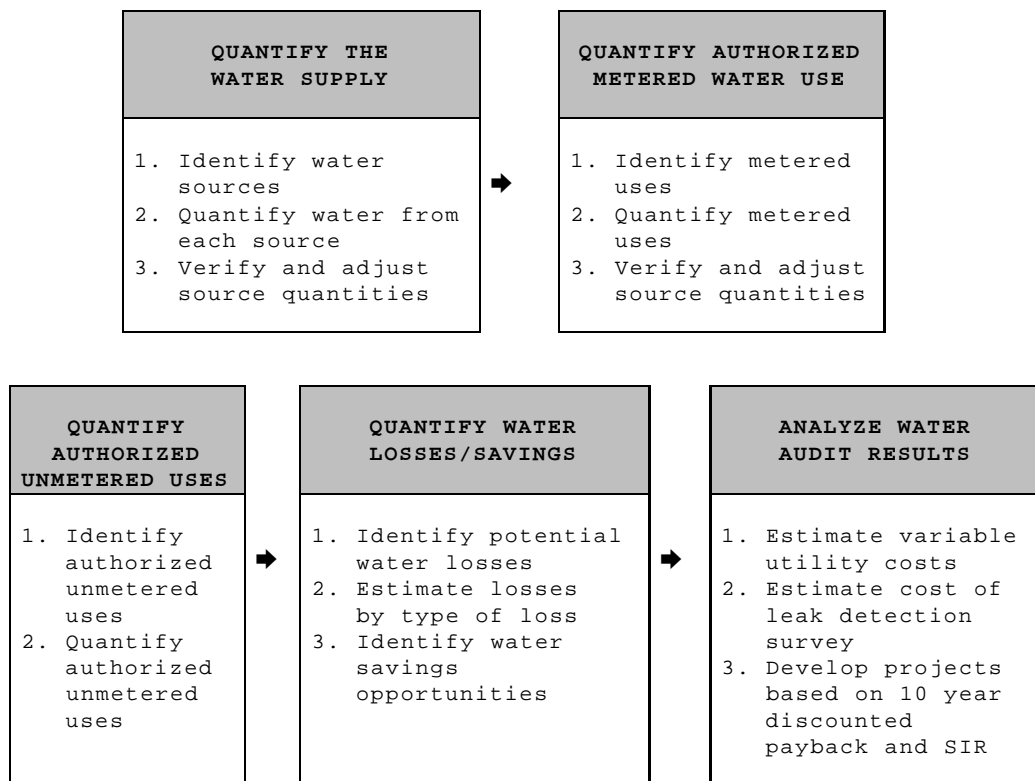 QUANTIFY THE
WATER SUPPLY
1. Identify water
sources
2. Quantify water from
each source
3. Verify and adjust
source quantities
QUANTIFY AUTHORIZED
METERED WATER USE
1. Identify metered
uses
2. Quantify metered
uses
3. Verify and adjust
source quantities
QUANTIFY
AUTHORIZED
UNMETERED USES
1. Identify
authorized
unmetered
uses
2. Quantify
authorized
unmetered
uses
QUANTIFY WATER
LOSSES/SAVINGS
1. Identify potential
water losses
2. Estimate losses
by type of loss
3. Identify water
savings
opportunities
ANALYZE WATER
AUDIT RESULTS
1. Estimate variable
utility costs
2. Estimate cost of
leak detection
survey
3. Develop projects
based on 10 year
discounted
payback and SIR